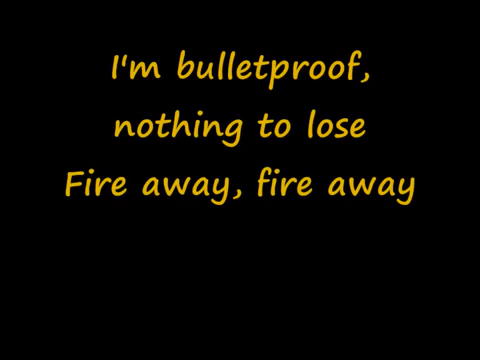 I'm bulletproof,
nothing to lose
Fire away, fire away